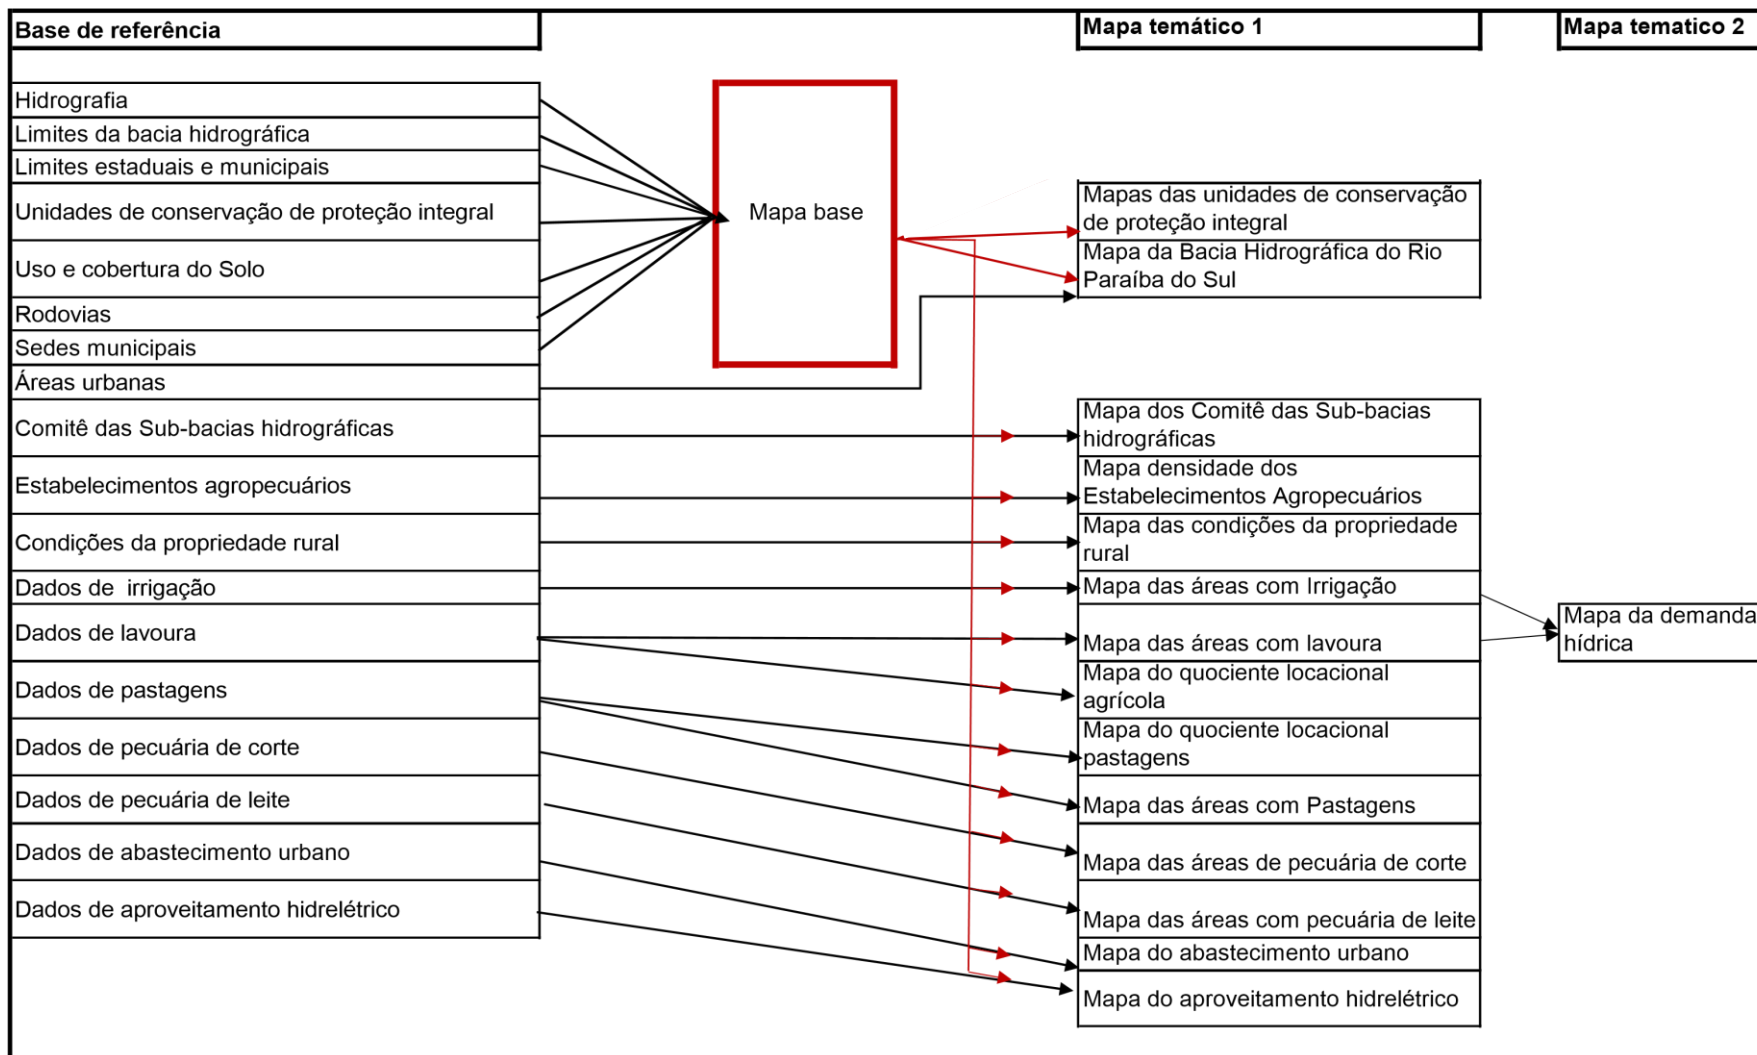 Base de referência
Mapa temático 1
Mapa tematico 2
Hidrografia
Limites da bacia hidrográfica
Limites estaduais e municipais
Unidades de conservação de proteção integral
Uso e cobertura do Solo
Rodovias
Sedes municipais
Áreas urbanas
Comitê das Sub-bacias hidrográficas
Estabelecimentos agropecuários
Condições da propriedade rural
Dados de  irrigação
Dados de lavoura
Dados de pastagens
Dados de pecuária de corte
Dados de pecuária de leite
Dados de abastecimento urbano
Dados de aproveitamento hidrelétrico
Mapa base
Mapas das unidades de conservação
de proteção integral
Mapa da Bacia Hidrográfica do Rio
Paraíba do Sul
Mapa dos Comitê das Sub-bacias
hidrográficas
Mapa densidade dos
Estabelecimentos Agropecuários
Mapa das condições da propriedade
rural
Mapa das áreas com Irrigação
Mapa das áreas com lavoura
Mapa do quociente locacional
agrícola
Mapa do quociente locacional
pastagens
Mapa das áreas com Pastagens
Mapa das áreas de pecuária de corte
Mapa das áreas com pecuária de leite
Mapa do abastecimento urbano
Mapa do aproveitamento hidrelétrico
Mapa da demanda
hídrica